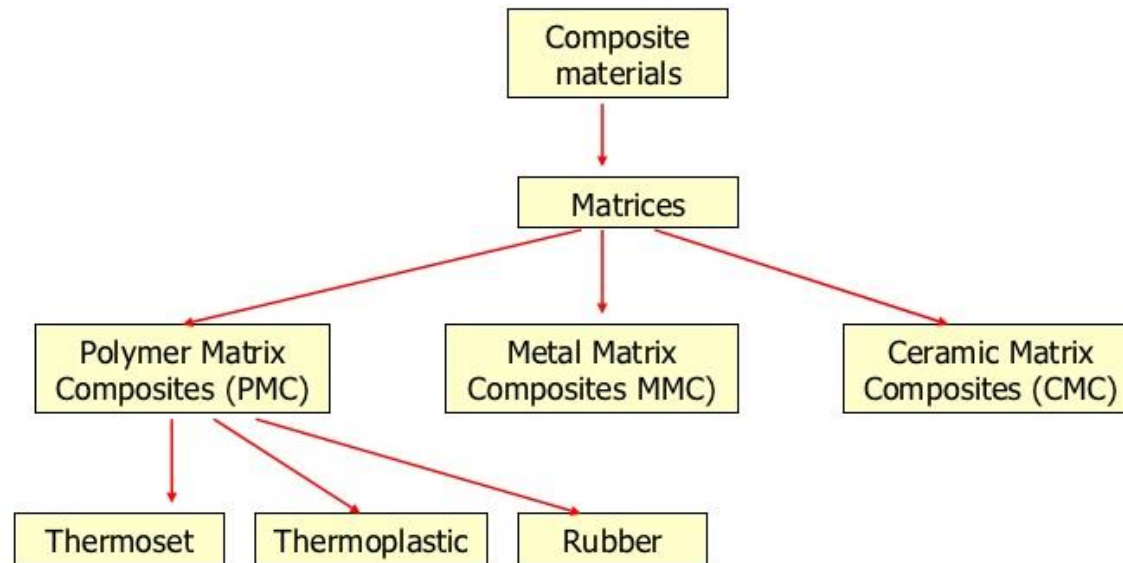 Composite
materials
Matrices
Polymer Matrix
Composites (PMC)
Metal Matrix
Composites MMC)
Ceramic Matrix
Composites (CMC)
Thermoset
Thermoplastic
Rubber